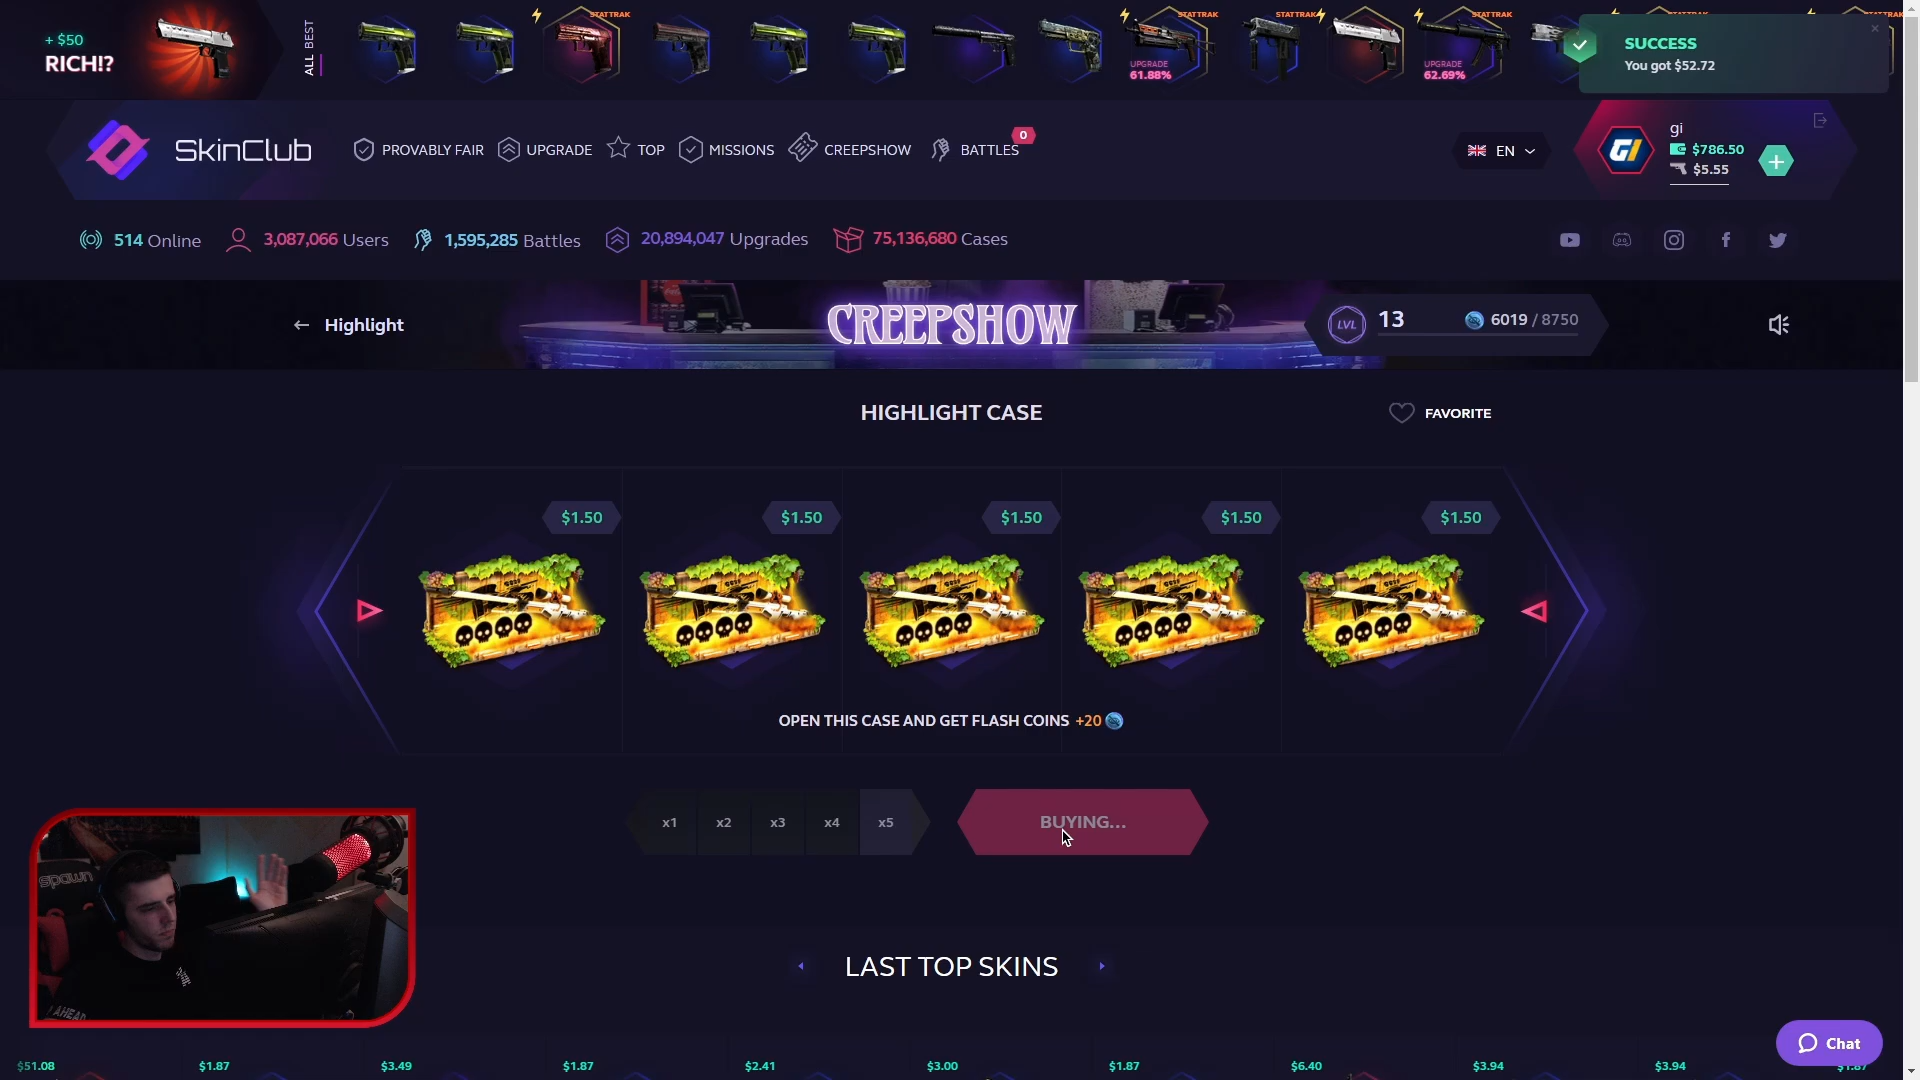 + $50
RICH!?
ALL BEST
STATTRAK
UPGRADE
61.88%
STATTRAK
STATTRAK
UPGRADE
62.69%
STATTRAK
SUCCESS
You got $52.72
SkinClub
PROVABLY FAIR
UPGRADE
TOP
MISSIONS
CREEPSHOW
BATTLES
0
EN
gi
$786.50
$5.55
514 Online
3,087,066 Users
1,595,285 Battles
20,894,047 Upgrades
75,136,680 Cases
Highlight
CREEPSHOW
LVL
13
6019 / 8750
HIGHLIGHT CASE
FAVORITE
$1.50
$1.50
$1.50
$1.50
$1.50
OPEN THIS CASE AND GET FLASH COINS +20
x1
x2
x3
x4
x5
BUYING...
spawn
AHEAD
LAST TOP SKINS
$51.08
$1.87
$3.49
$1.87
$2.41
$3.00
$1.87
$6.40
$3.94
$3.94
$1.87
Chat